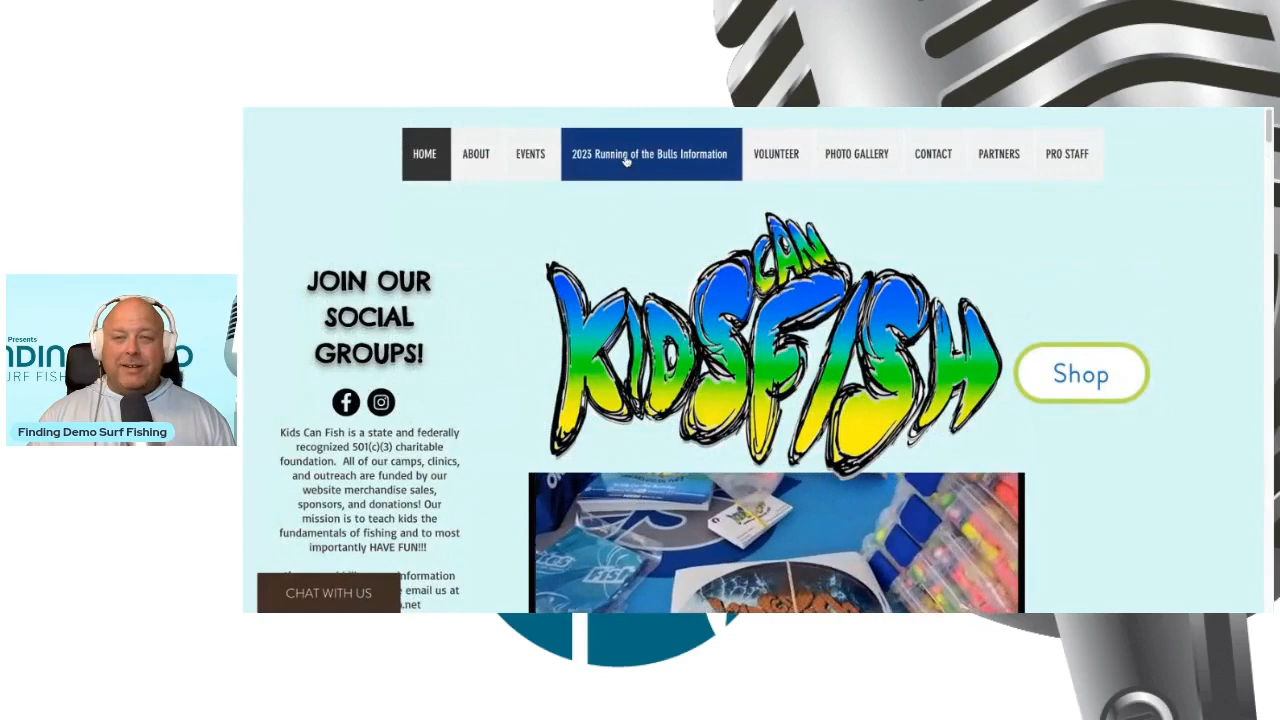 HOME ABOUT EVENTS 2023 Running of the Bulls Information VOLUNTEER PHOTO GALLERY CONTACT PARTNERS PRO STAFF
JOIN OUR
SOCIAL
GROUPS!
Kids Can Fish is a state and federally
recognized 501(c)(3) charitable
foundation. All of our camps, clinics,
and outreach are funded by our
website merchandise sales,
sponsors, and donations! Our
mission is to teach kids the
fundamentals of fishing and to most
importantly HAVE FUN!!!
email us at
CHAT WITH US
CAN
KIDS FISH
Shop
Presents
SURF FISH
Finding Demo Surf Fishing